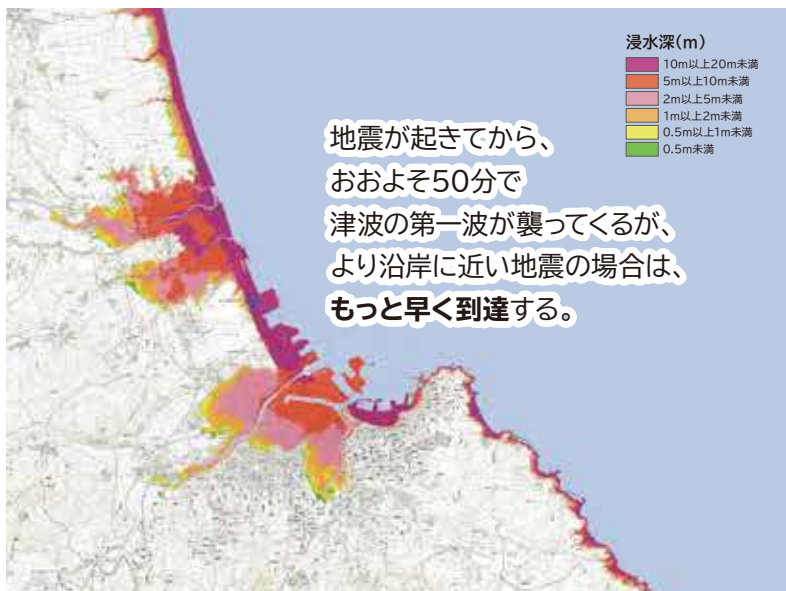 浸水深(m)
10m以上20m未満
5m以上10m未満
2m以上5m未満
1m以上2m未満
0.5m以上1m未満
0.5m未満
地震が起きてから、
おおよそ50分で
津波の第一波が襲ってくるが、
より沿岸に近い地震の場合は、
もっと早く到達する。